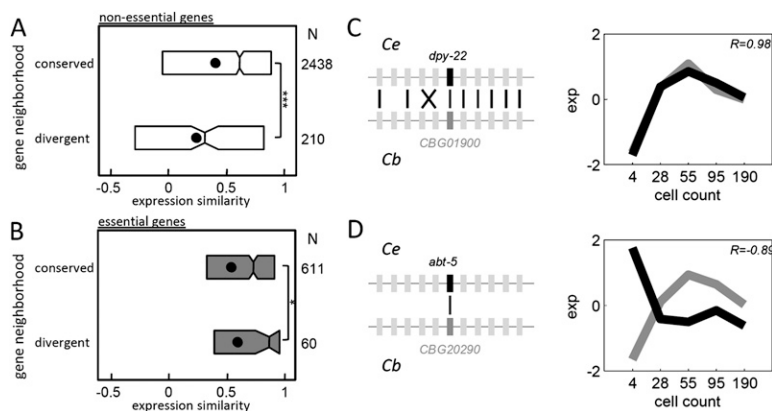 A
non-essential genes
N
conserved
2438
***
divergent
210
gene neighborhood
-0.5 0 0.5 1
expression similarity
B
essential genes
N
conserved
611
*
divergent
60
gene neighborhood
-0.5 0 0.5 1
expression similarity
C
Ce
dpy-22
CBG01900
Cb
R=0.98
2
0
-2
exp
4 28 55 95 190
cell count
D
Ce
abt-5
CBG20290
Cb
R=-0.89
2
0
-2
exp
4 28 55 95 190
cell count